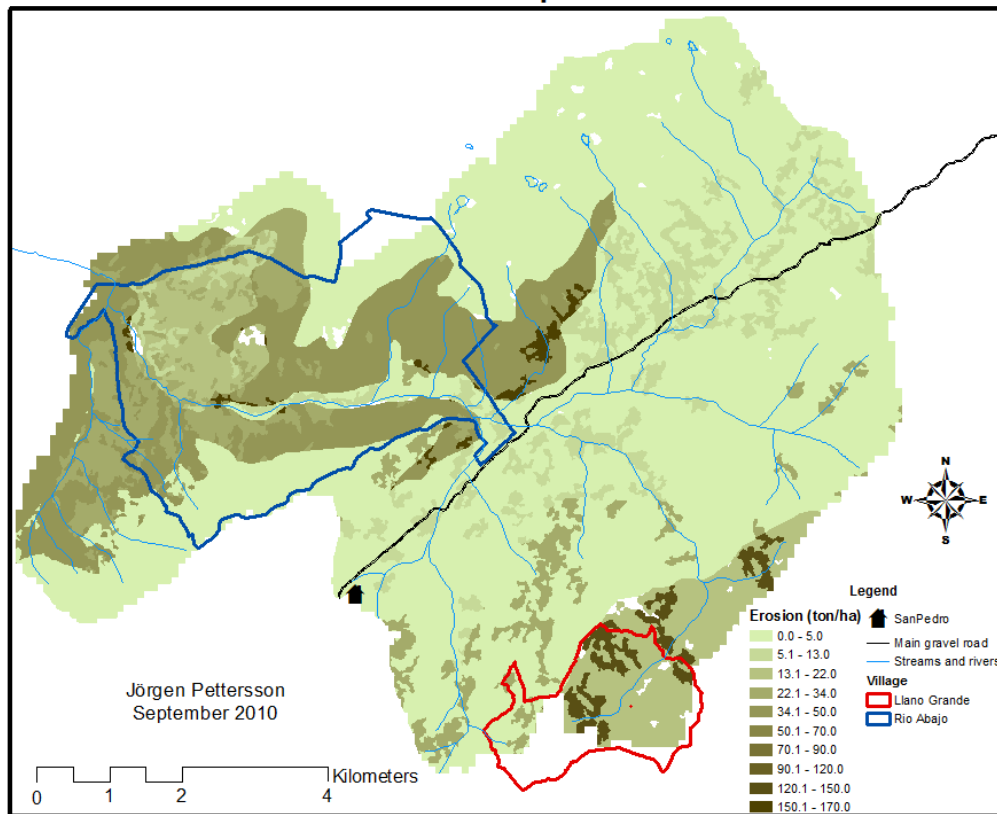 N
W E
S
Legend
Erosion (ton/ha)
0.0 - 5.0
5.1 - 13.0
13.1 - 22.0
22.1 - 34.0
34.1 - 50.0
50.1 - 70.0
70.1 - 90.0
90.1 - 120.0
120.1 - 150.0
150.1 - 170.0
SanPedro
Main gravel road
Streams and rivers
Village
Llano Grande
Rio Abajo
Jörgen Pettersson
September 2010
Kilometers
0 1 2 4